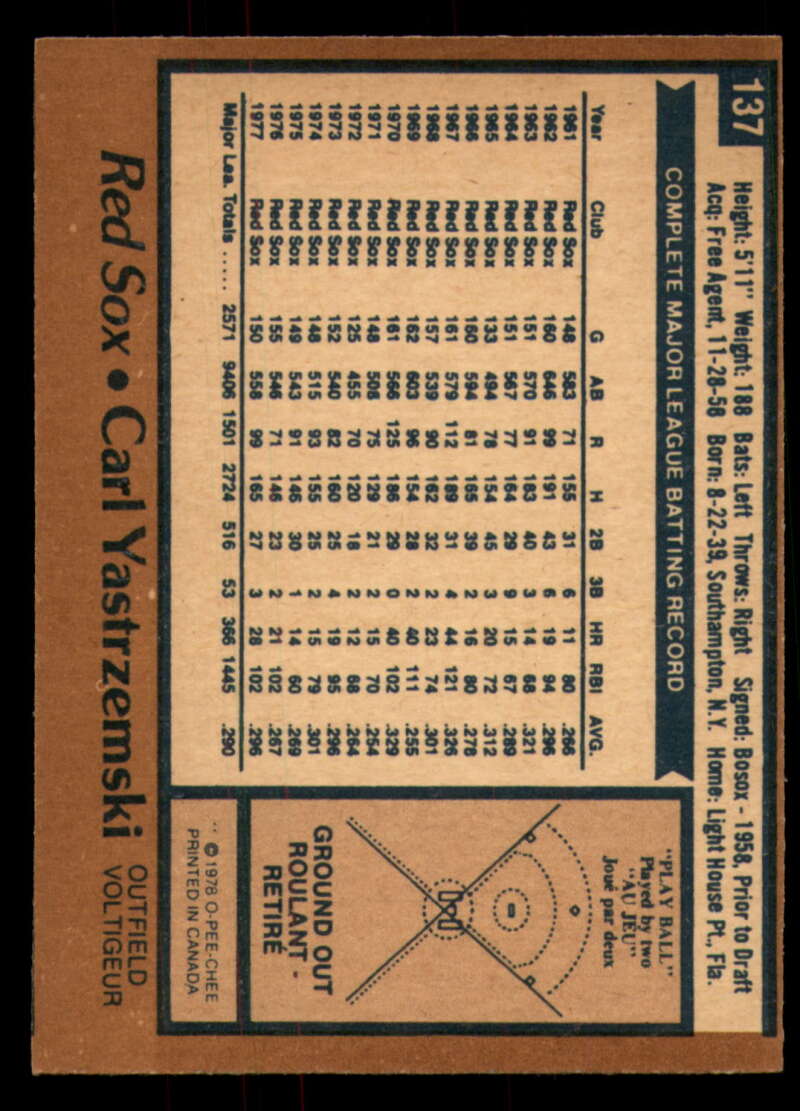 137
Height: 5'11" Weight: 188 Bats: Left Throws: Right Signed: Bosox - 1958, Prior to Draft
Acq: Free Agent, 11-28-58 Born: 8-22-39, Southampton, N.Y. Home: Light House Pt., Fla.
COMPLETE MAJOR LEAGUE BATTING RECORD
Year Club G AB R H 2B 3B HR RBI AVG.
1961 Red Sox 148 583 71 155 31 6 11 80 .266
1962 Red Sox 160 646 99 191 43 6 19 94 .296
1963 Red Sox 151 570 91 183 40 3 14 68 .321
1964 Red Sox 151 567 77 164 29 9 15 67 .289
1965 Red Sox 133 494 78 154 45 3 20 72 .312
1966 Red Sox 160 594 81 165 39 2 16 80 .278
1967 Red Sox 161 579 112 189 31 4 44 121 .326
1968 Red Sox 157 539 90 162 32 2 23 74 .301
1969 Red Sox 162 603 96 154 28 2 40 111 .255
1970 Red Sox 161 566 125 186 29 0 40 102 .329
1971 Red Sox 148 508 75 129 21 2 15 70 .254
1972 Red Sox 125 455 70 120 18 2 12 68 .264
1973 Red Sox 152 540 82 160 25 4 19 95 .296
1974 Red Sox 148 515 93 155 25 2 15 79 .301
1975 Red Sox 149 543 91 146 30 1 14 60 .269
1976 Red Sox 155 546 71 146 23 2 21 102 .267
1977 Red Sox 150 558 99 165 27 3 28 102 .296
Major Lea. Totals ..... 2571 9406 1501 2724 516 53 366 1445 .290
"PLAY BALL"
Played by two
"AU JEU"
Joué par deux
GROUND OUT
ROULANT -
RETIRÉ
© 1978 O-PEE-CHEE
PRINTED IN CANADA
Red Sox • Carl Yastrzemski
OUTFIELD
VOLTIGEUR